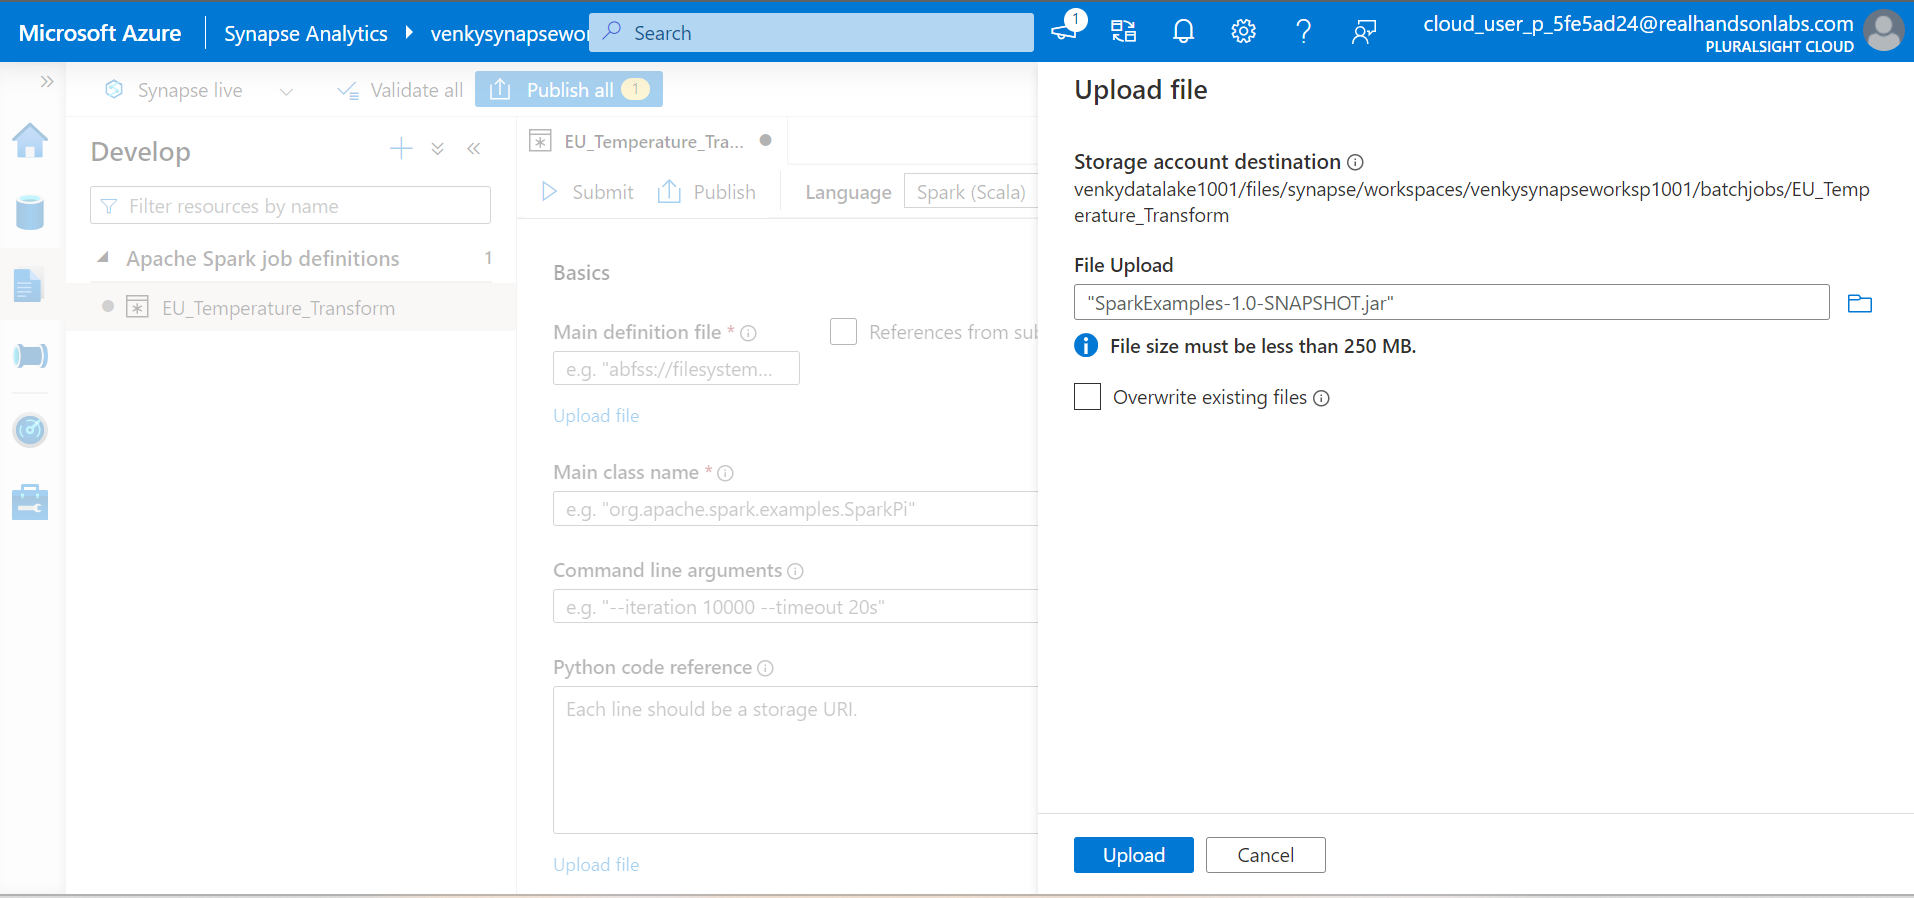 Microsoft Azure
Synapse Analytics
venkysynapsewor
Search
1
cloud_user_p_5fe5ad24@realhandsonlabs.com
PLURALSIGHT CLOUD
Synapse live
Validate all
Publish all 1
Develop
Filter resources by name
Apache Spark job definitions 1
EU_Temperature_Transform
EU_Temperature_Tra...
Submit
Publish
Language
Spark (Scala)
Basics
Main definition file *
References from sub
e.g. "abfss://filesystem...
Upload file
Main class name *
e.g. "org.apache.spark.examples.SparkPi"
Command line arguments
e.g. "--iteration 10000 --timeout 20s"
Python code reference
Each line should be a storage URI.
Upload file
Upload file
Storage account destination
venkydatalake1001/files/synapse/workspaces/venkysynapseworksp1001/batchjobs/EU_Temp
erature_Transform
File Upload
"SparkExamples-1.0-SNAPSHOT.jar"
File size must be less than 250 MB.
Overwrite existing files
Upload
Cancel